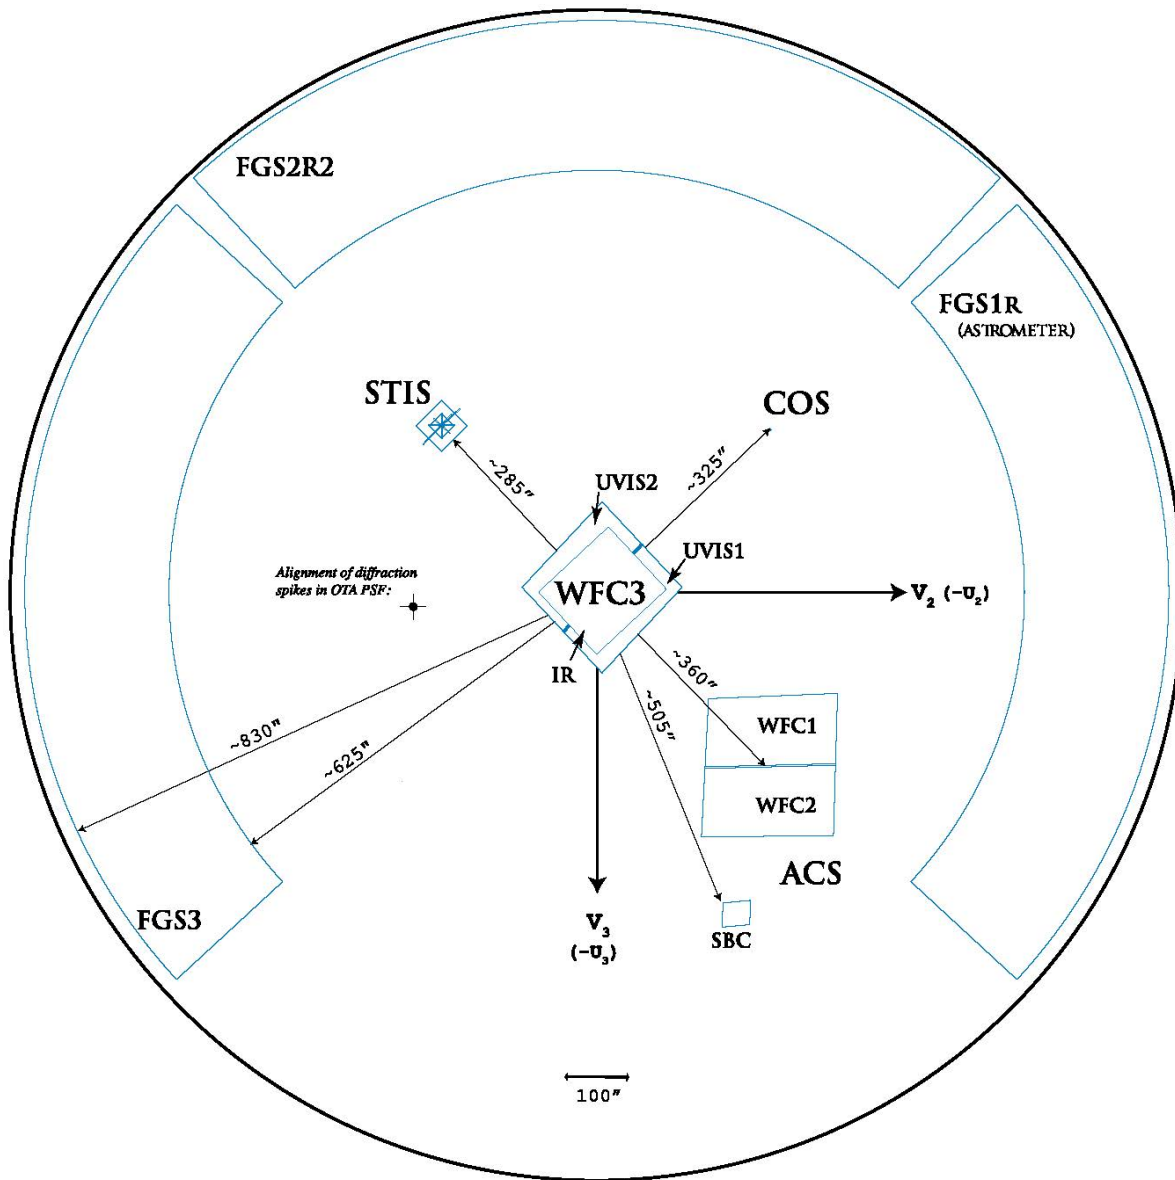 FGS2R2
FGS1R
(ASTROMETER)
STIS
COS
~285"
~325"
UVIS2
UVIS1
Alignment of diffraction
spikes in OTA PSF:
WFC3
V₂ (-U₂)
IR
~360"
~505"
~830"
~625"
WFC1
WFC2
ACS
FGS3
V₃
(-U₃)
SBC
100"